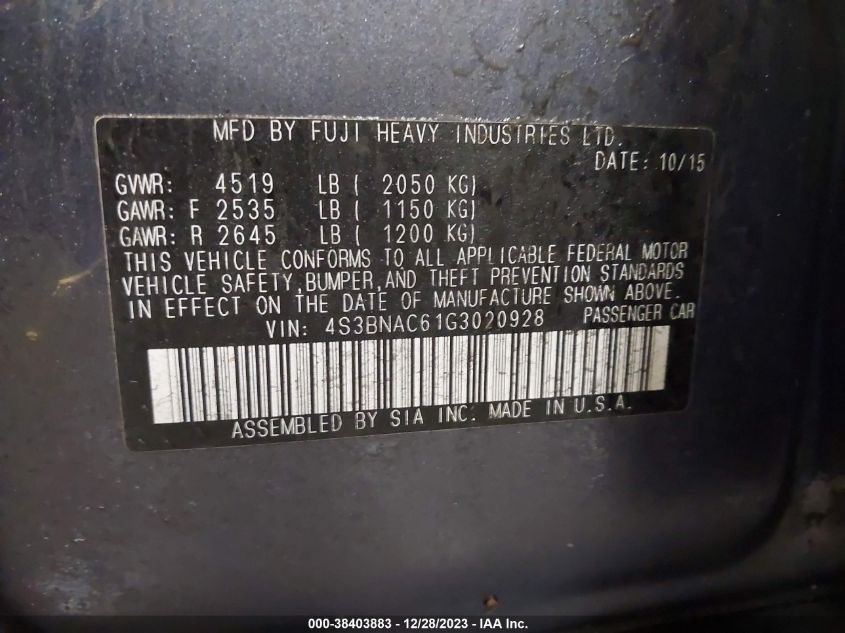 MFD BY FUJI HEAVY INDUSTRIES LTD.
DATE: 10/15
GVWR: 4519 LB ( 2050 KG)
GAWR: F 2535 LB ( 1150 KG)
GAWR: R 2645 LB ( 1200 KG)
THIS VEHICLE CONFORMS TO ALL APPLICABLE FEDERAL MOTOR
VEHICLE SAFETY,BUMPER,AND THEFT PREVENTION STANDARDS
IN EFFECT ON THE DATE OF MANUFACTURE SHOWN ABOVE.
VIN: 4S3BNAC61G3020928 PASSENGER CAR
ASSEMBLED BY SIA INC. MADE IN U.S.A.
000-38403883 - 12/28/2023 - IAA Inc.